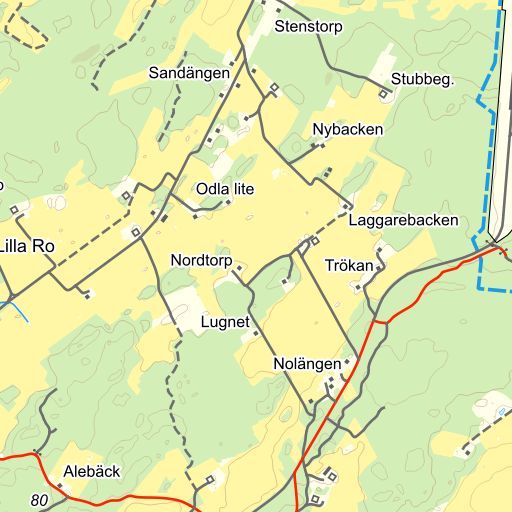 Stenstorp
Sandängen
Stubbeg.
Nybacken
Odla lite
Laggarebacken
Lilla Ro
Nordtorp
Trökan
Lugnet
Nolängen
Alebäck
80